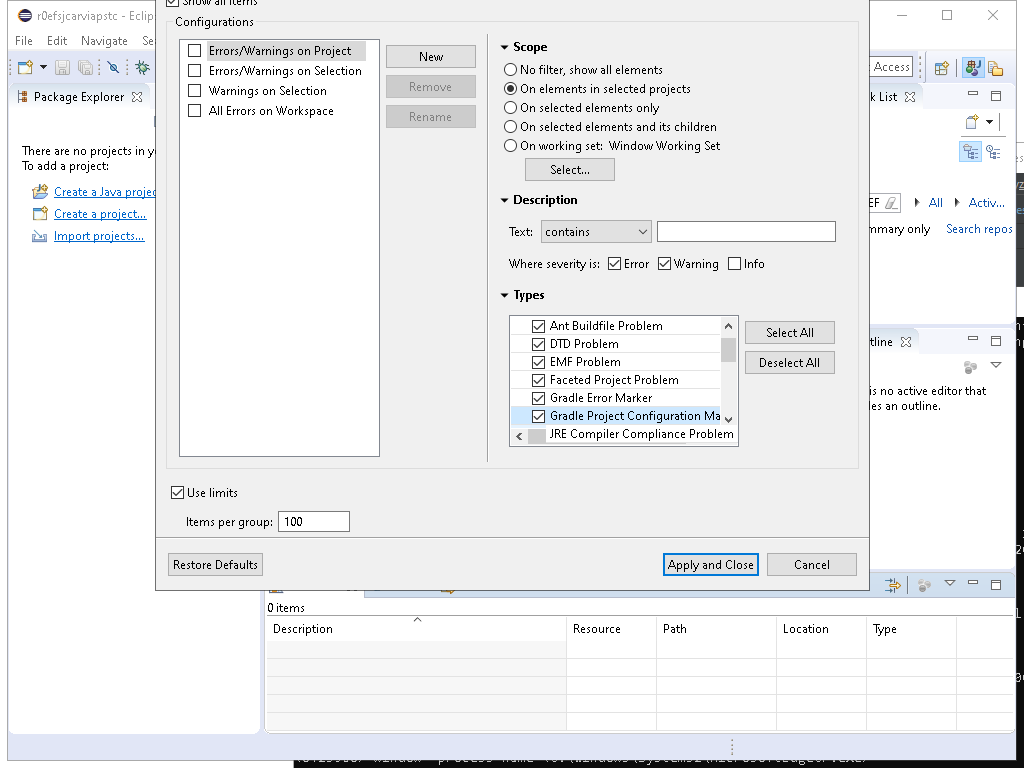 r0efsjcarviapstc - Eclip
Show all items
File Edit Navigate Se
Configurations
Errors/Warnings on Project
Errors/Warnings on Selection
Warnings on Selection
All Errors on Workspace
New
Remove
Rename
Scope
No filter, show all elements
On elements in selected projects
On selected elements only
On selected elements and its children
On working set: Window Working Set
Select...
Description
Text: contains
Where severity is: Error Warning Info
Types
Ant Buildfile Problem
DTD Problem
EMF Problem
Faceted Project Problem
Gradle Error Marker
Gradle Project Configuration Ma
JRE Compiler Compliance Problem
Select All
Deselect All
Use limits
Items per group: 100
Restore Defaults
Apply and Close
Cancel
Package Explorer
There are no projects in y
To add a project:
Create a Java projec
Create a project...
Import projects...
Access
k List
EF All Activ...
mmary only Search repos
tline
is no active editor that
les an outline.
0 items
Description Resource Path Location Type